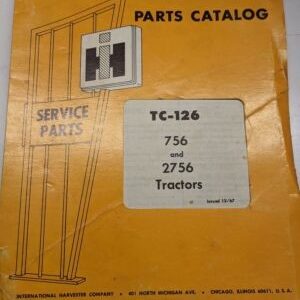 PARTS CATALOG
IH
SERVICE
PARTS
TC-126
756
and
2756
Tractors
Issued 12/67
INTERNATIONAL HARVESTER COMPANY • 401 NORTH MICHIGAN AVE. • CHICAGO, ILLINOIS 60611, U.S.A.